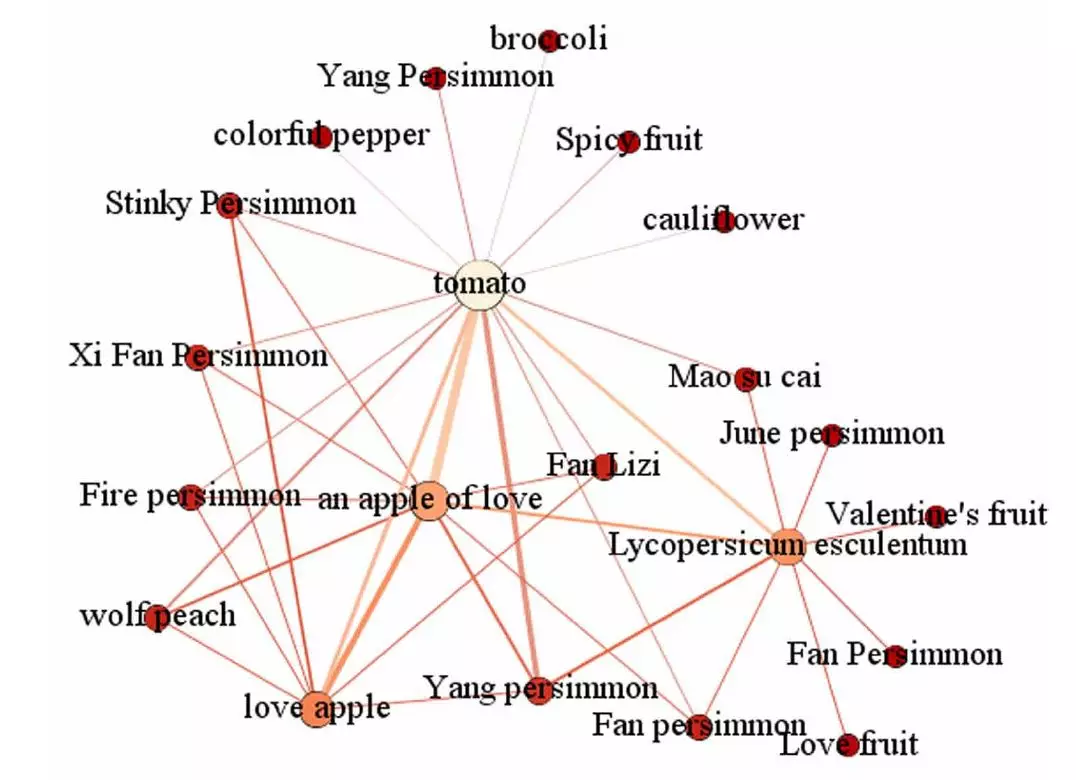 broccoli
Yang Persimmon
colorful pepper
Spicy fruit
Stinky Persimmon
cauliflower
tomato
Xi Fan Persimmon
Mao su cai
June persimmon
Fan Lizi
Fire persimmon
an apple of love
Valentine's fruit
Lycopersicum esculentum
wolf peach
Fan Persimmon
Yang persimmon
love apple
Fan persimmon
Love fruit